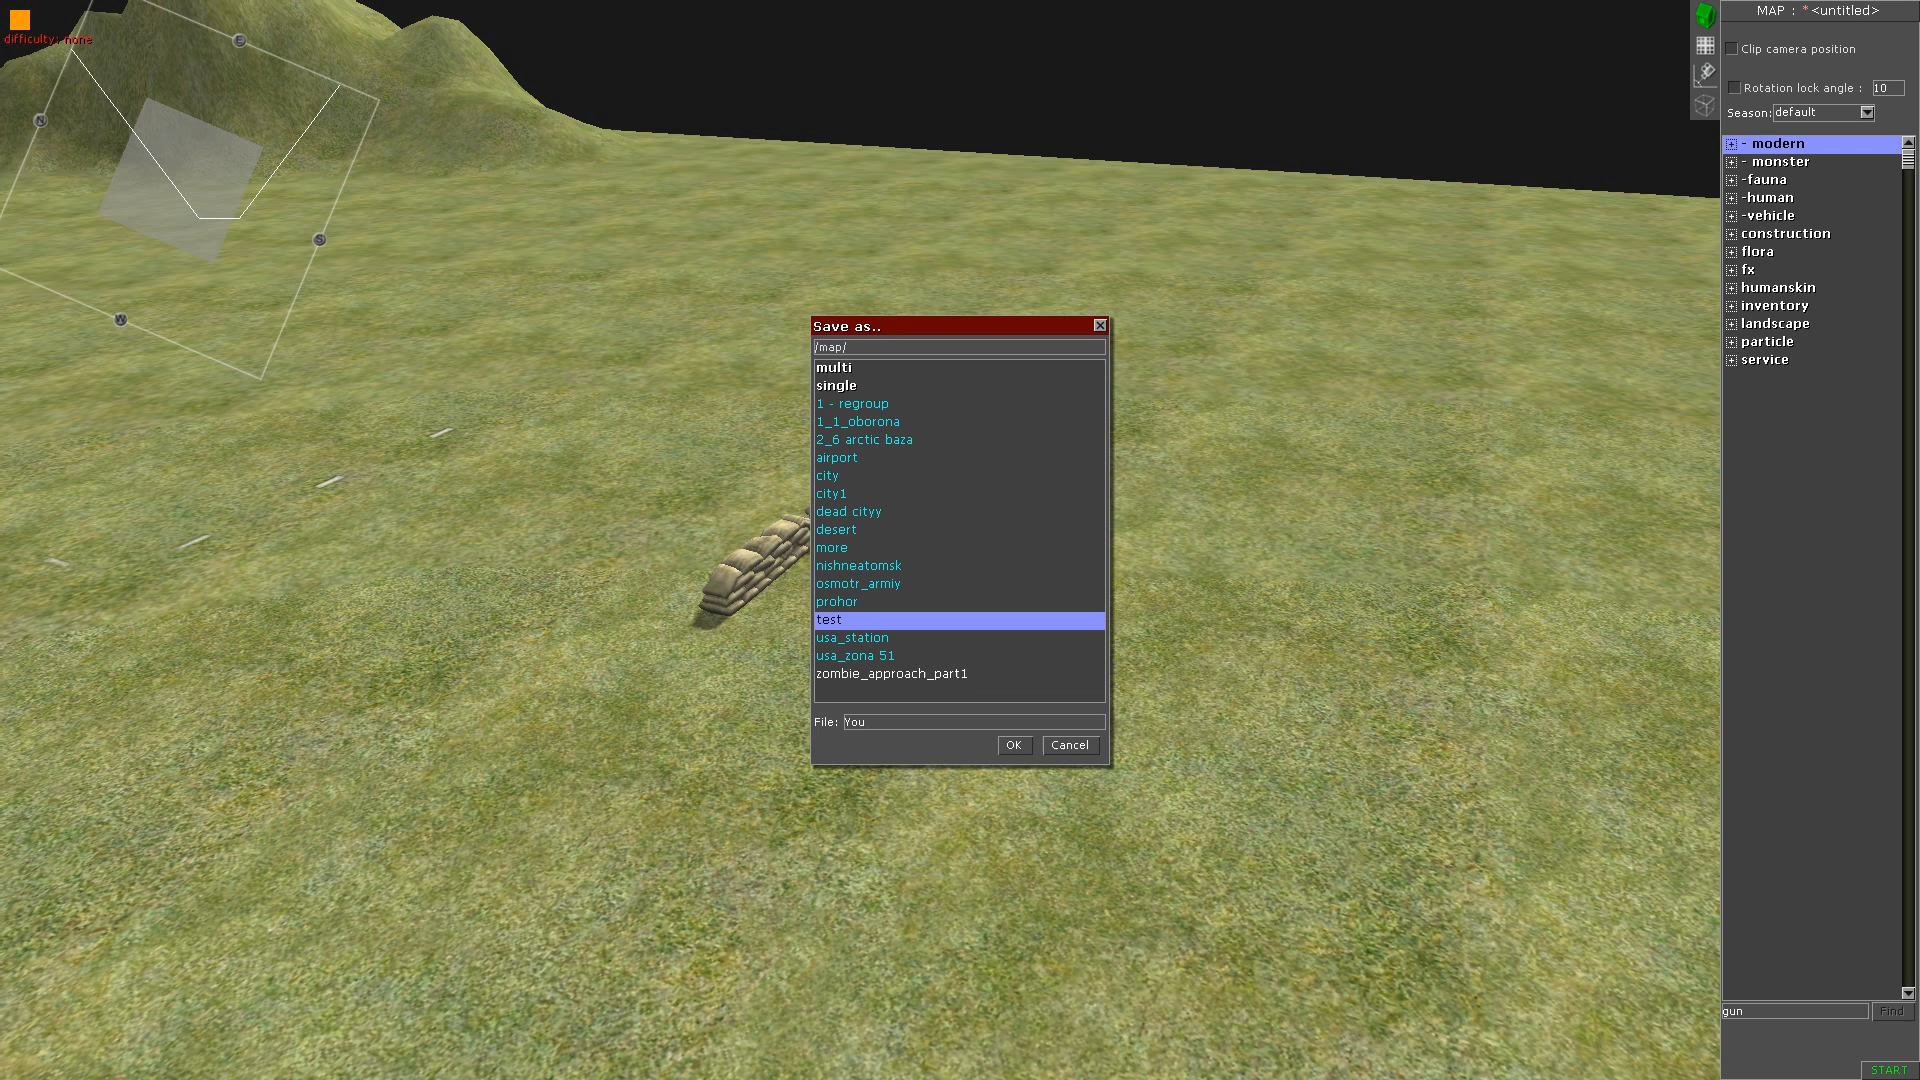 difficulty: none
E
N
S
W
MAP : *<untitled>
Clip camera position
Rotation lock angle : 10
Season: default
- modern
- monster
-fauna
-human
-vehicle
construction
flora
fx
humanskin
inventory
landscape
particle
service
gun Find
START
Save as..
/map/
multi
single
1 - regroup
1_1_oborona
2_6 arctic baza
airport
city
city1
dead cityy
desert
more
nishneatomsk
osmotr_armiy
prohor
test
usa_station
usa_zona 51
zombie_approach_part1
File: You
OK Cancel